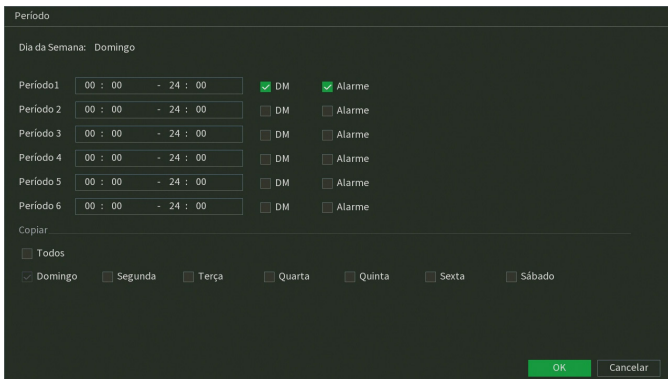 Período
Dia da Semana: Domingo
Período1 00 : 00 - 24 : 00 DM Alarme
Período 2 00 : 00 - 24 : 00 DM Alarme
Período 3 00 : 00 - 24 : 00 DM Alarme
Período 4 00 : 00 - 24 : 00 DM Alarme
Período 5 00 : 00 - 24 : 00 DM Alarme
Período 6 00 : 00 - 24 : 00 DM Alarme
Copiar
Todos
Domingo Segunda Terça Quarta Quinta Sexta Sábado
OK Cancelar